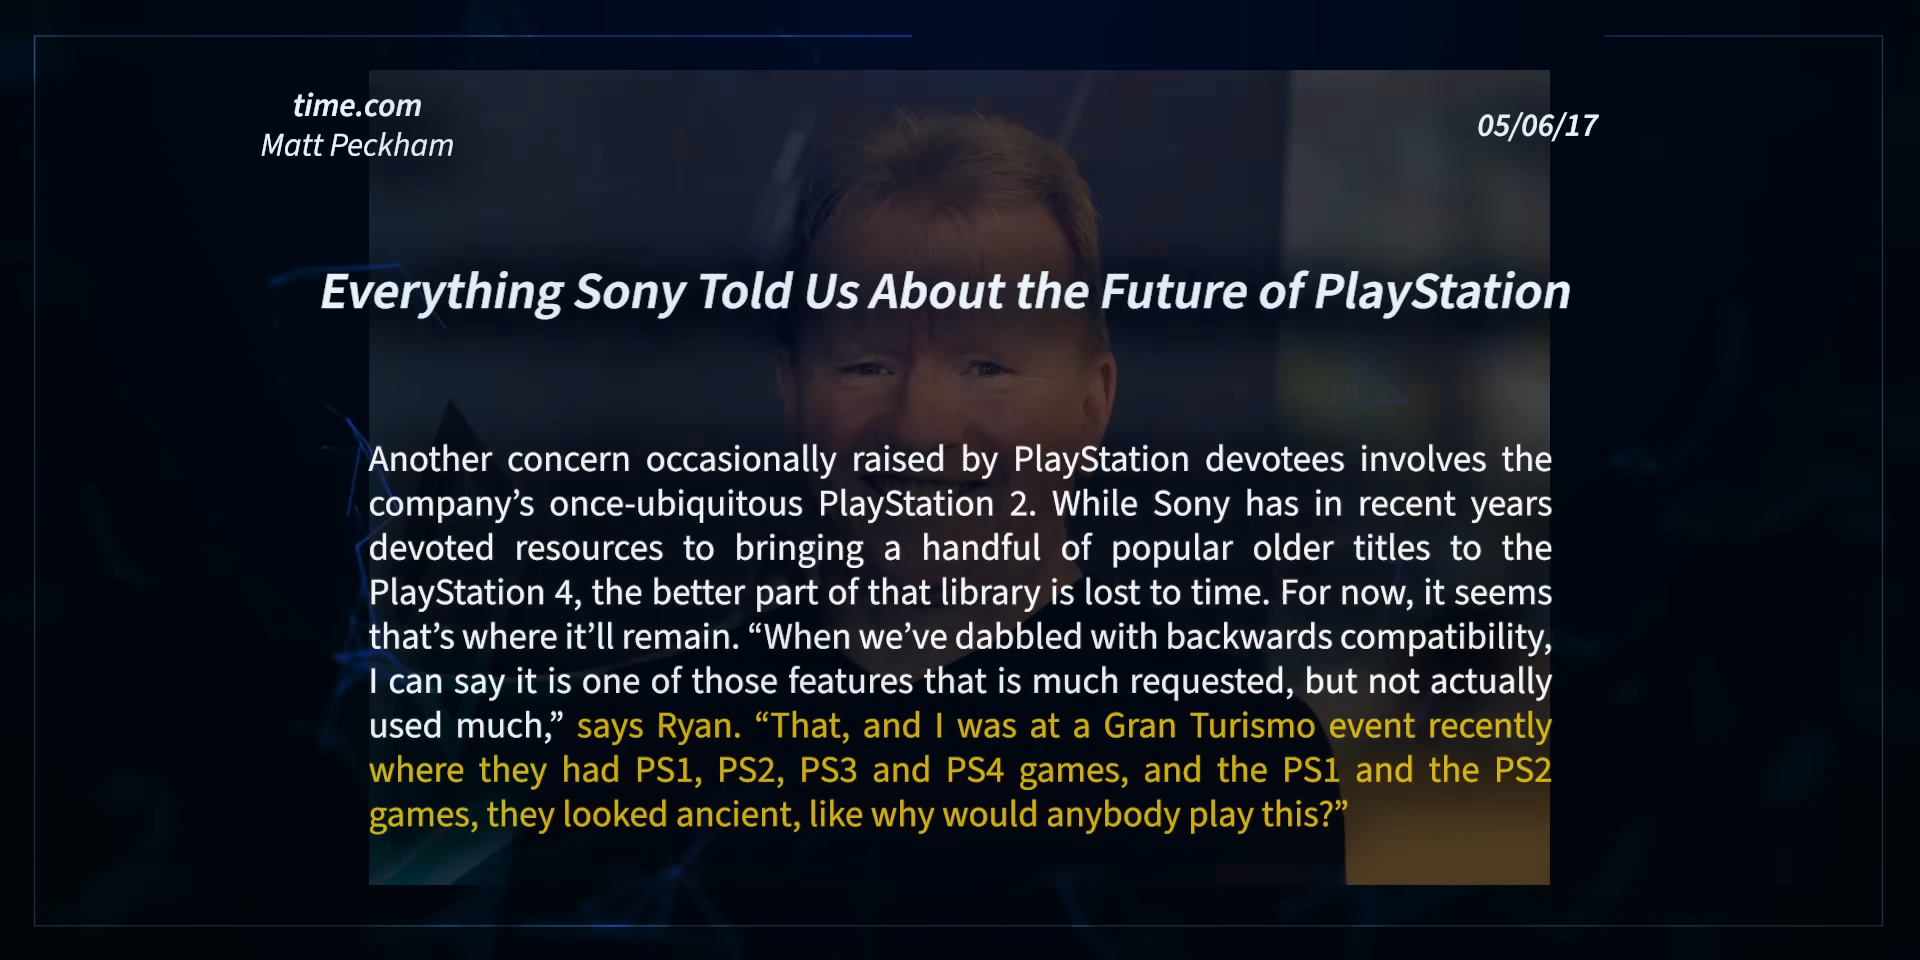 time.com
Matt Peckham
05/06/17
Everything Sony Told Us About the Future of PlayStation
Another concern occasionally raised by PlayStation devotees involves the
company’s once-ubiquitous PlayStation 2. While Sony has in recent years
devoted resources to bringing a handful of popular older titles to the
PlayStation 4, the better part of that library is lost to time. For now, it seems
that’s where it’ll remain. “When we’ve dabbled with backwards compatibility,
I can say it is one of those features that is much requested, but not actually
used much,” says Ryan. “That, and I was at a Gran Turismo event recently
where they had PS1, PS2, PS3 and PS4 games, and the PS1 and the PS2
games, they looked ancient, like why would anybody play this?”